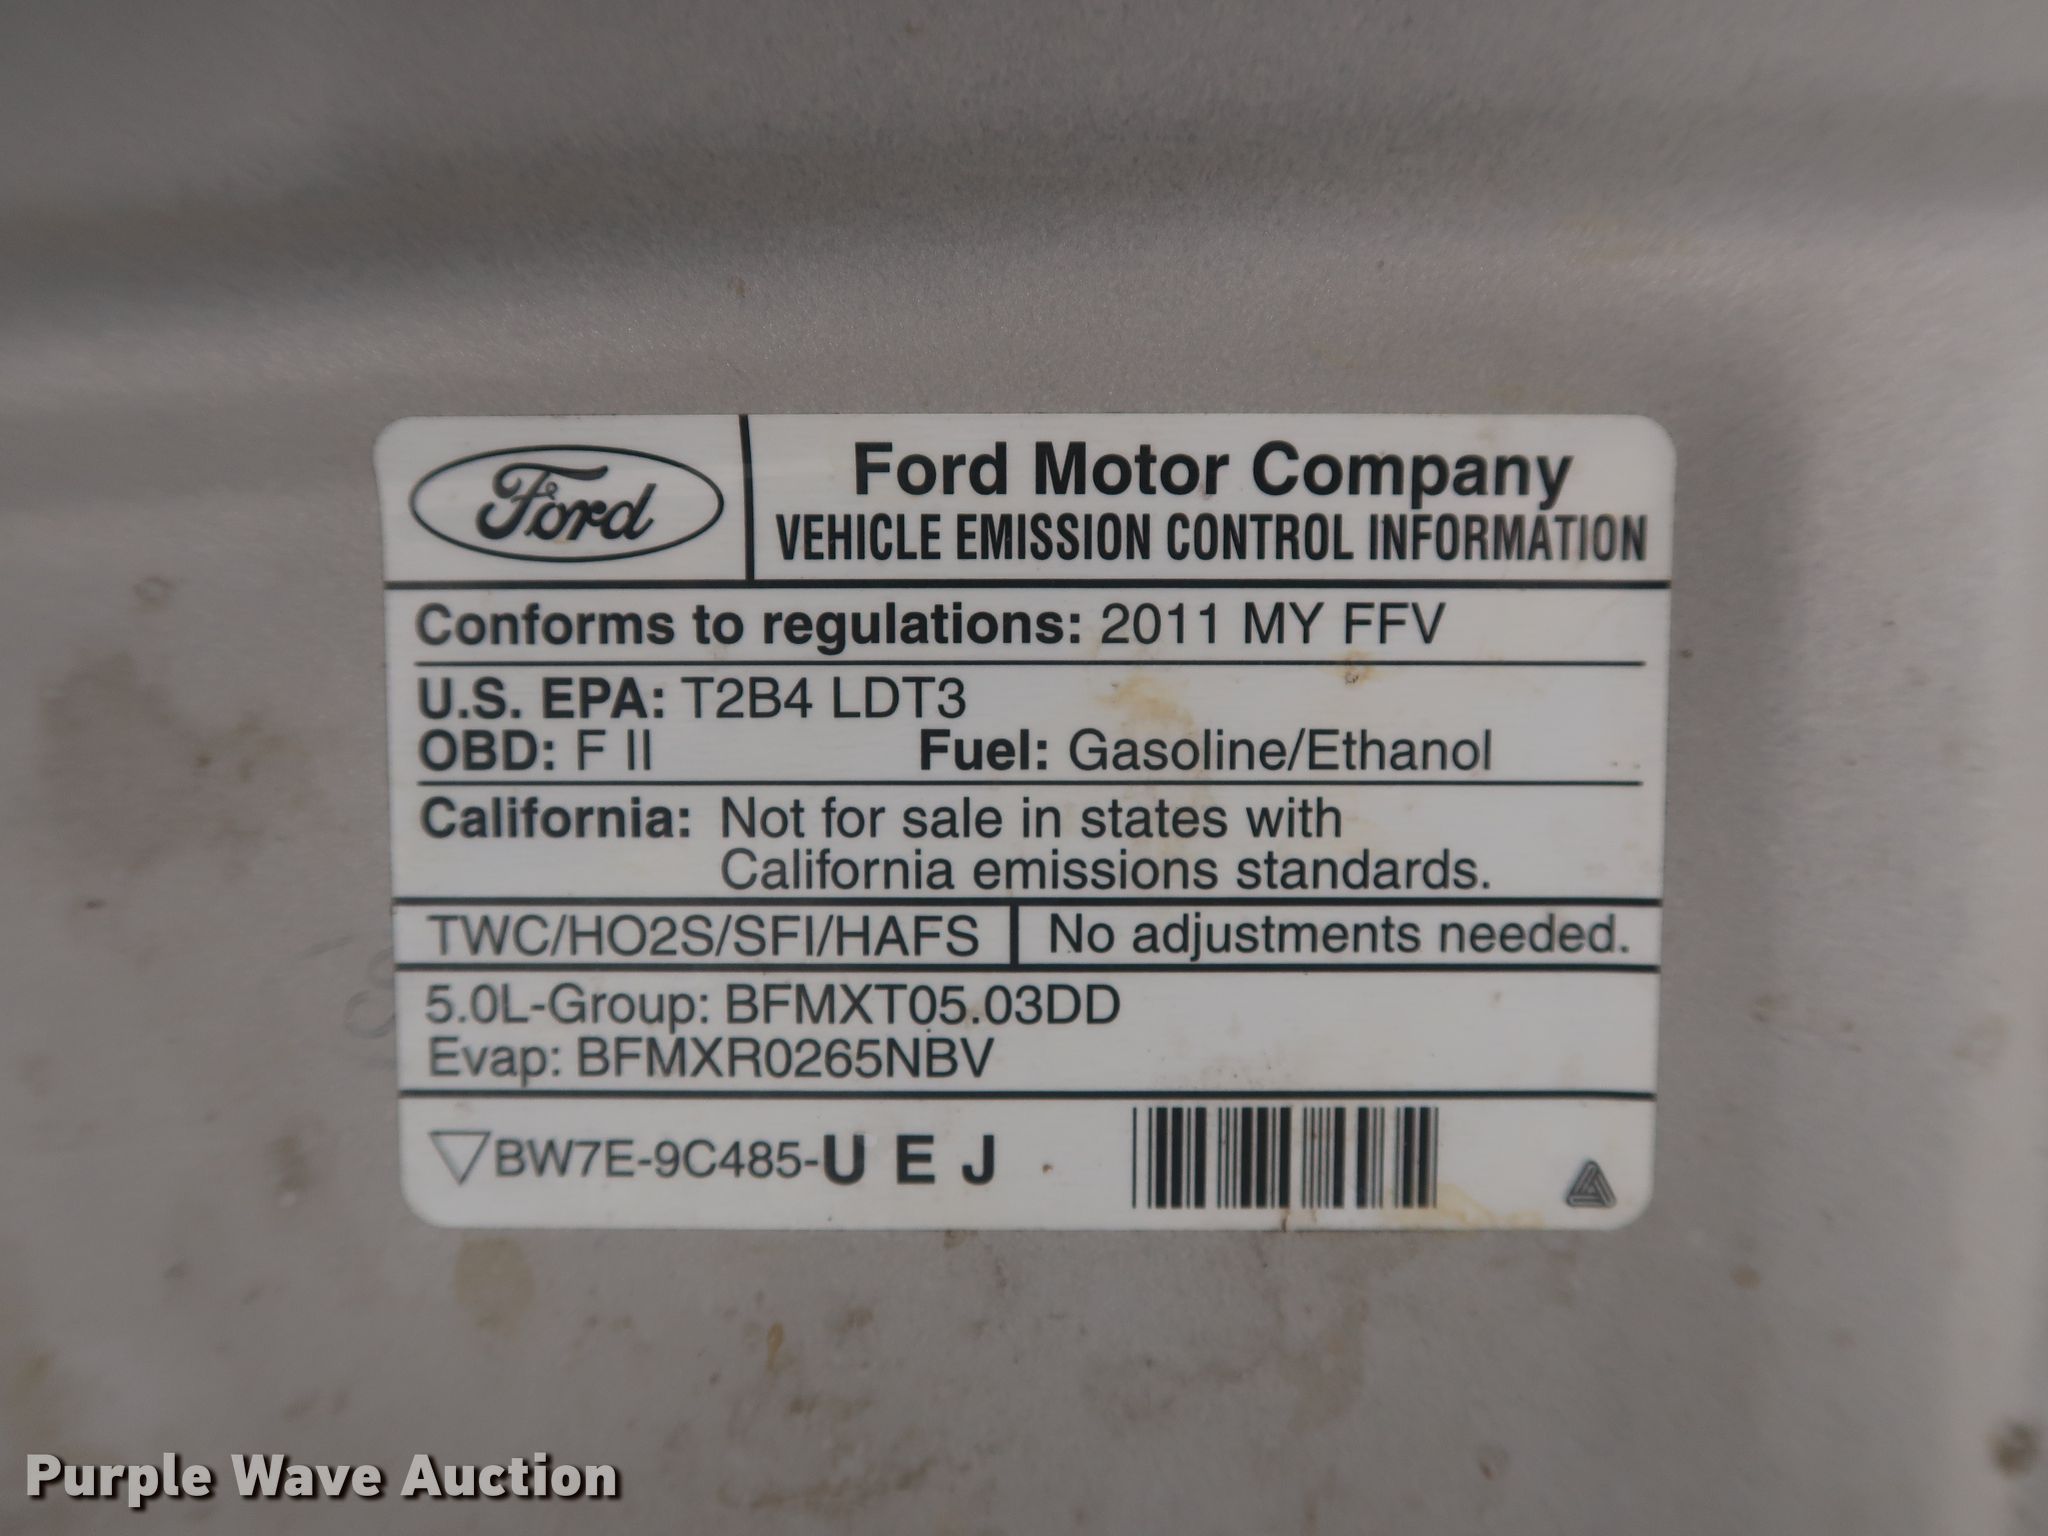 Ford
Ford Motor Company
VEHICLE EMISSION CONTROL INFORMATION
Conforms to regulations: 2011 MY FFV
U.S. EPA: T2B4 LDT3
OBD: F II Fuel: Gasoline/Ethanol
California: Not for sale in states with
California emissions standards.
TWC/HO2S/SFI/HAFS No adjustments needed.
5.0L-Group: BFMXT05.03DD
Evap: BFMXR0265NBV
BW7E-9C485-U E J
Purple Wave Auction